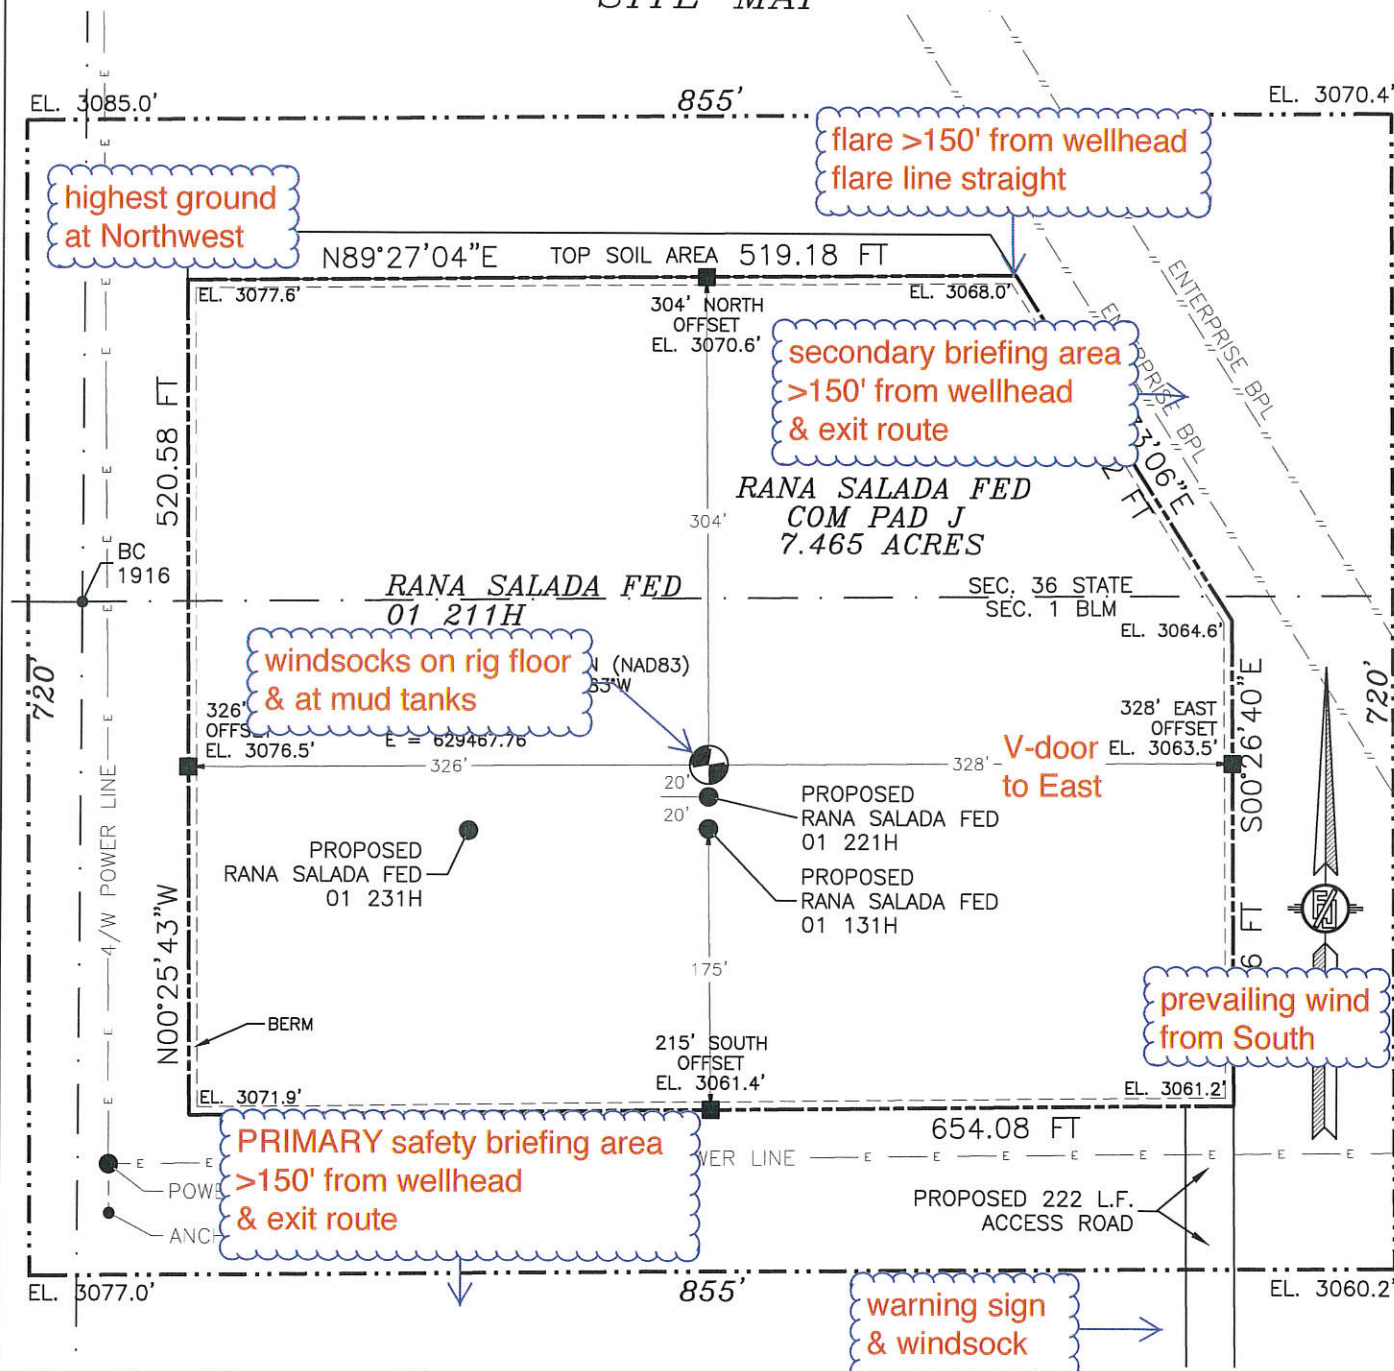 SITE MAP
EL. 3085.0'
855'
EL. 3070.4'
flare >150' from wellhead
flare line straight
highest ground
at Northwest
N89°27'04"E
TOP SOIL AREA
519.18 FT
EL. 3077.6'
EL. 3068.0'
304' NORTH
OFFSET
EL. 3070.6'
ENTERPRISE BPL
secondary briefing area
>150' from wellhead
& exit route
520.58 FT
304'
RANA SALADA FED
COM PAD J
7.465 ACRES
BC
1916
RANA SALADA FED
01 211H
SEC. 36 STATE
SEC. 1 BLM
EL. 3064.6'
windsocks on rig floor
& at mud tanks
(NAD83)
E = 629467.76
326'
EL. 3076.5'
328' EAST
OFFSET
EL. 3063.5'
720'
720'
S00°26'40"E
326'
328'
V-door
to East
20'
20'
PROPOSED
RANA SALADA FED
01 221H
PROPOSED
RANA SALADA FED
01 231H
PROPOSED
RANA SALADA FED
01 131H
4/W POWER LINE
N00°25'43"W
175'
BERM
215' SOUTH
OFFSET
EL. 3061.4'
prevailing wind
from South
EL. 3071.9'
EL. 3061.2'
654.08 FT
PRIMARY safety briefing area
>150' from wellhead
& exit route
LINE
PROPOSED 222 L.F.
ACCESS ROAD
EL. 3077.0'
855'
EL. 3060.2'
warning sign
& windsock